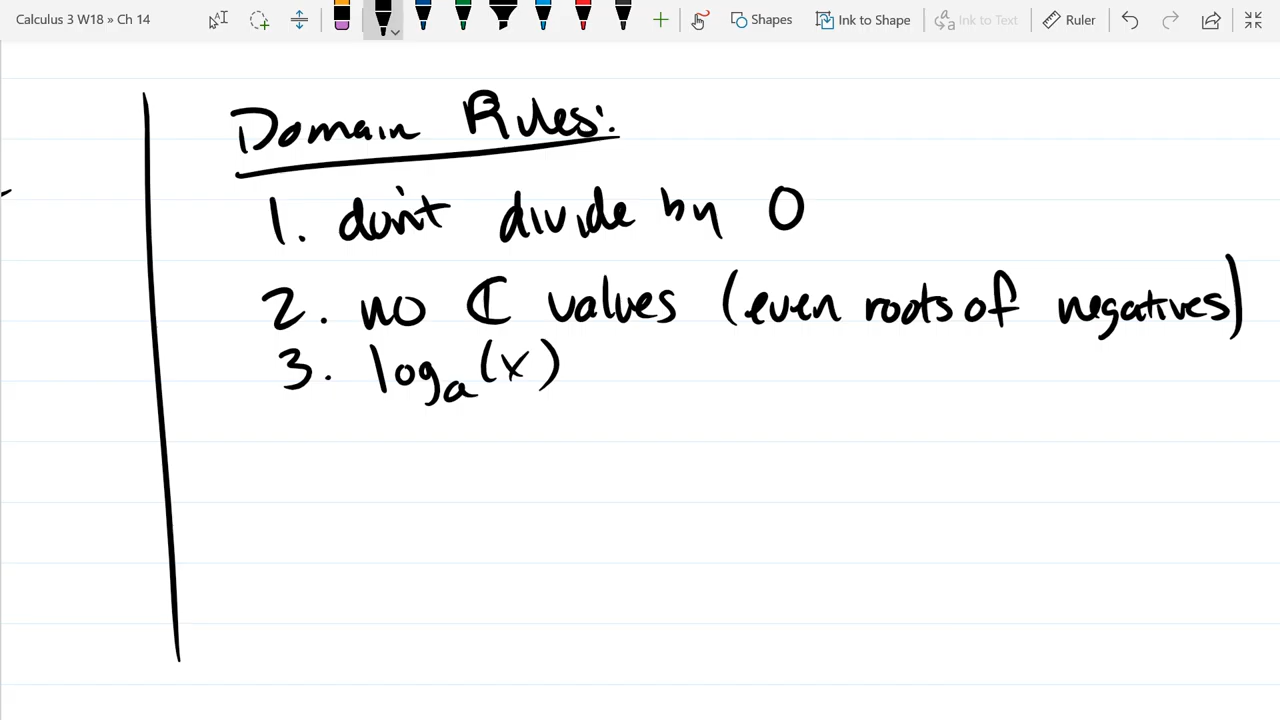 Calculus 3 W18 » Ch 14
Shapes
Ink to Shape
Ink to Text
Ruler
Domain Rules:
1. don't divide by 0
2. no ℂ values (even roots of negatives)
3. logₐ(x)